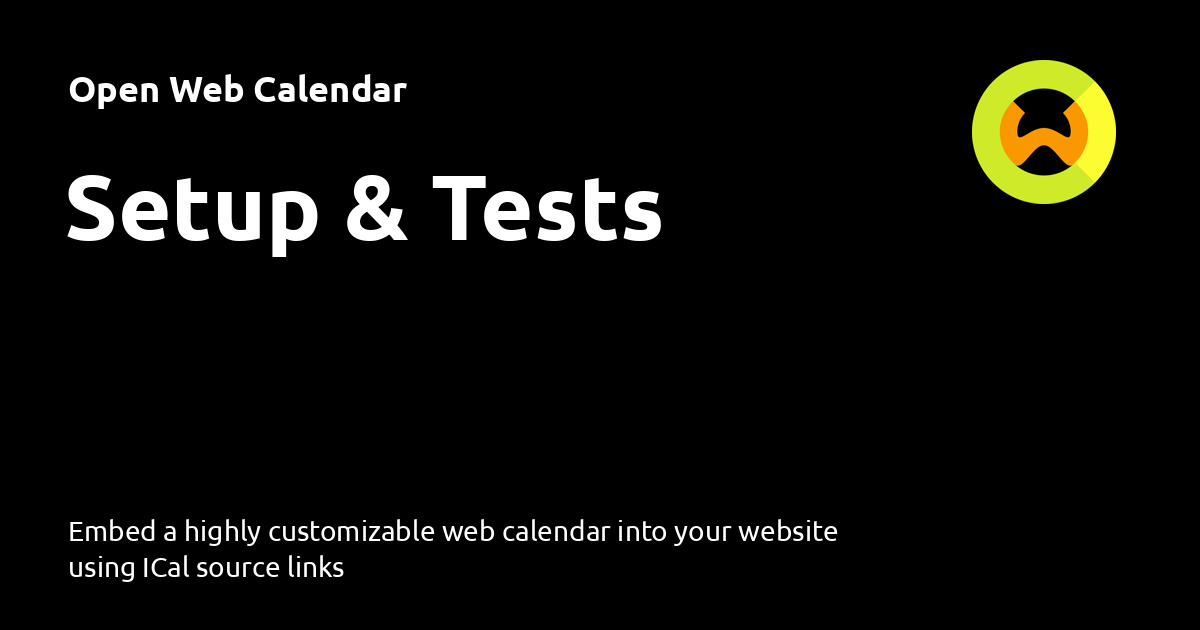 Open Web Calendar
Setup & Tests
Embed a highly customizable web calendar into your website
using ICal source links